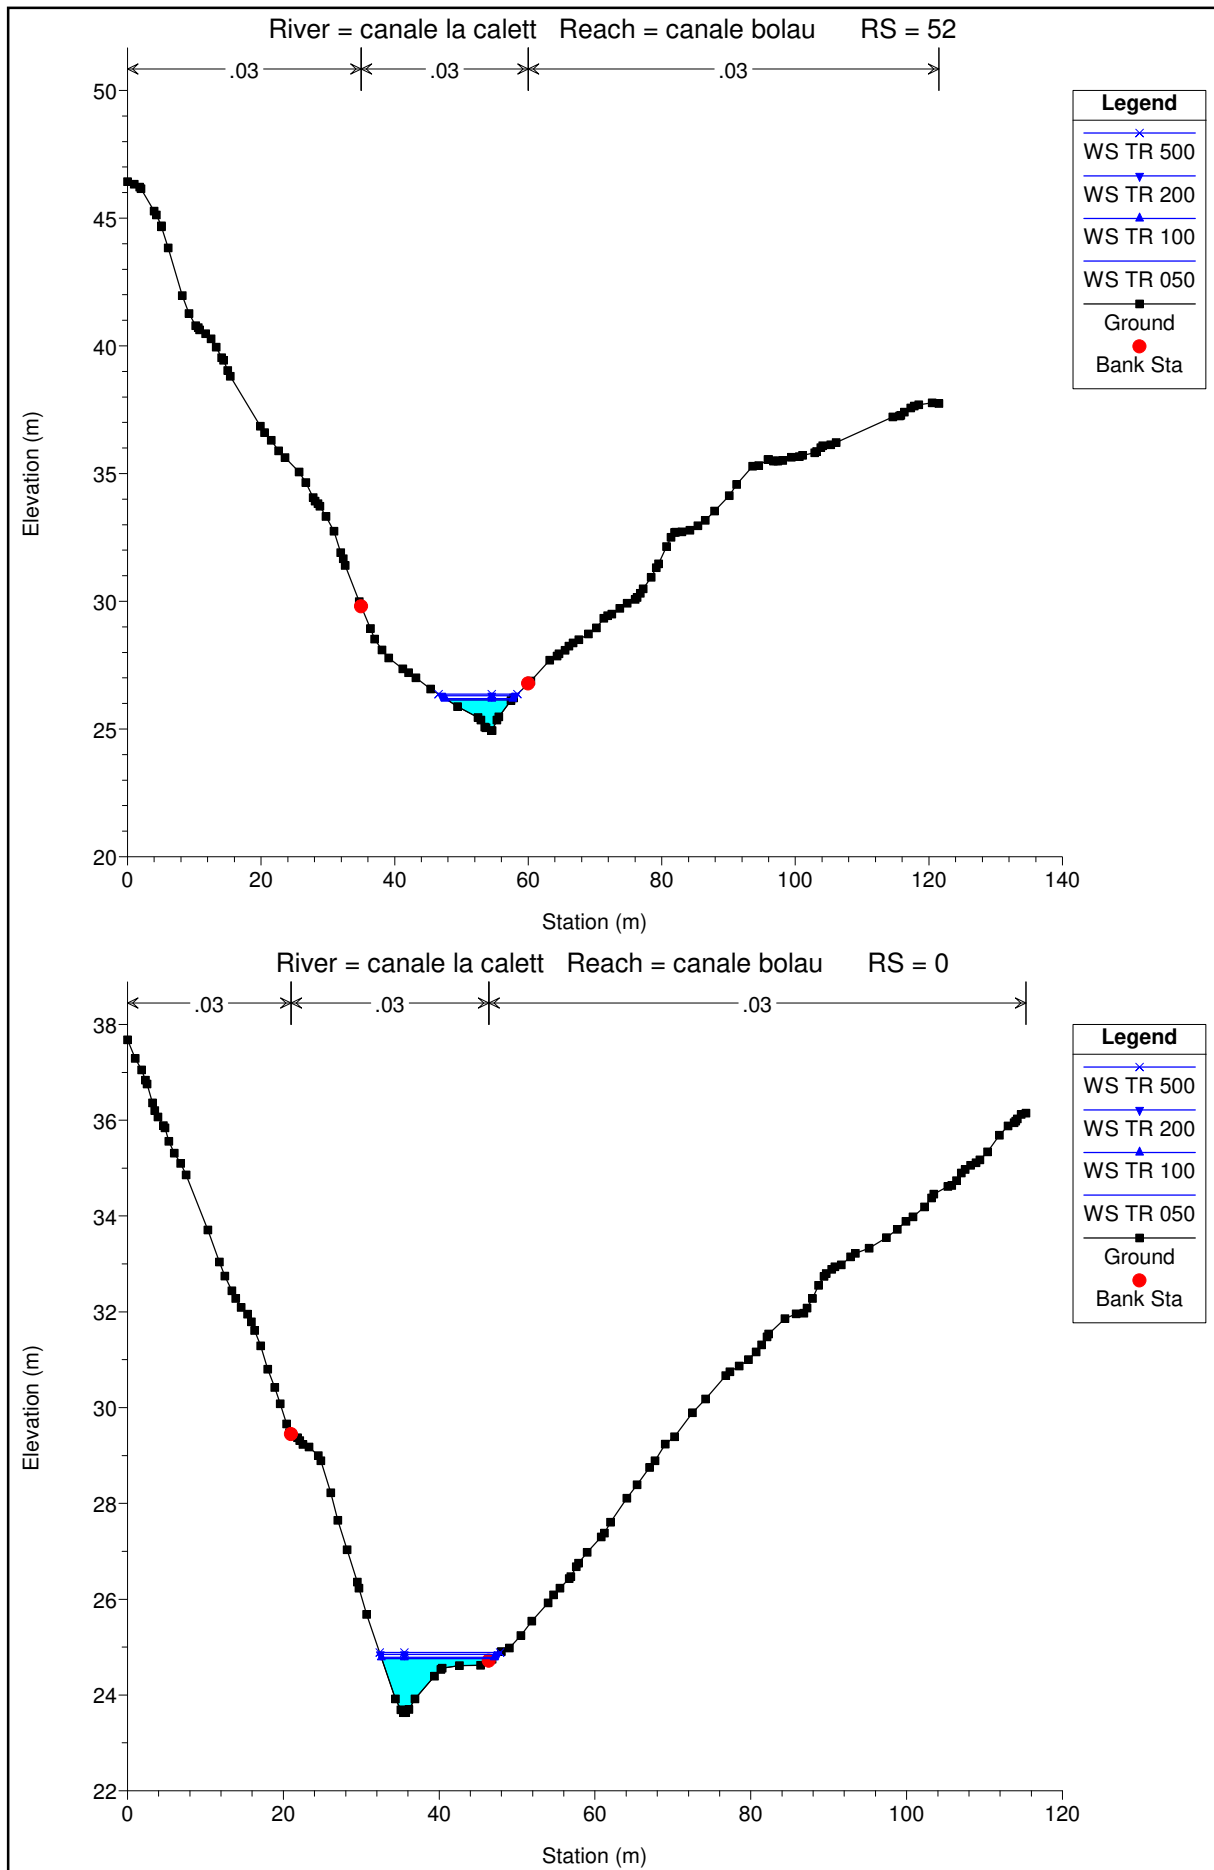 River = canale la calett   Reach = canale bolau   RS = 52
.03   .03   .03
Legend
WS TR 500
WS TR 200
WS TR 100
WS TR 050
Ground
Bank Sta
50
45
40
35
30
25
20
Elevation (m)
0 20 40 60 80 100 120 140
Station (m)
River = canale la calett   Reach = canale bolau   RS = 0
.03   .03   .03
Legend
WS TR 500
WS TR 200
WS TR 100
WS TR 050
Ground
Bank Sta
38
36
34
32
30
28
26
24
22
Elevation (m)
0 20 40 60 80 100 120
Station (m)